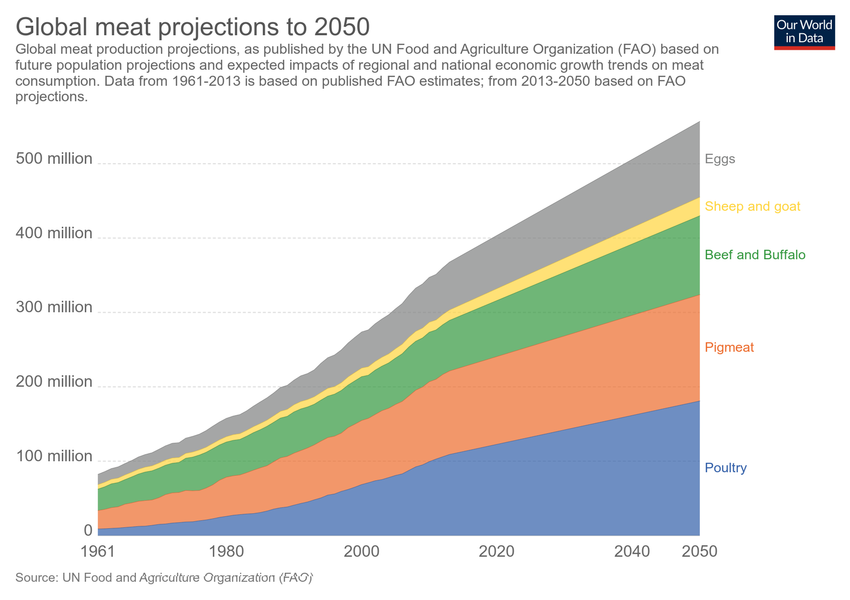 Global meat projections to 2050
Our World
in Data
Global meat production projections, as published by the UN Food and Agriculture Organization (FAO) based on
future population projections and expected impacts of regional and national economic growth trends on meat
consumption. Data from 1961-2013 is based on published FAO estimates; from 2013-2050 based on FAO
projections.
500 million
400 million
300 million
200 million
100 million
0
Eggs
Sheep and goat
Beef and Buffalo
Pigmeat
Poultry
1961
1980
2000
2020
2040
2050
Source: UN Food and Agriculture Organization (FAO)